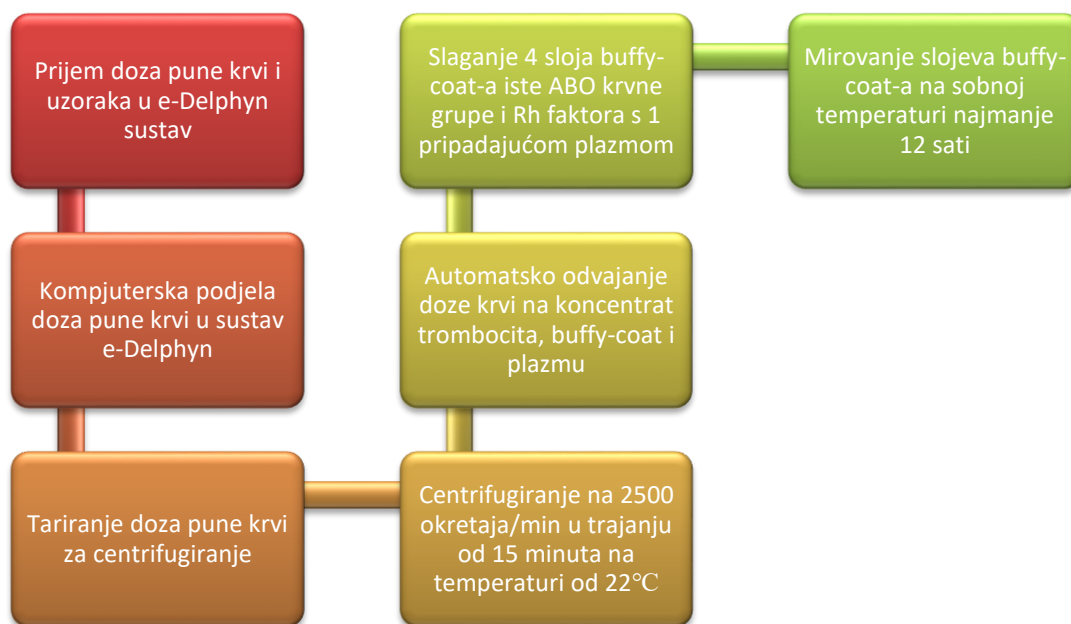 Prijem doza pune krvi i
uzoraka u e-Delphyn
sustav
Kompjuterska podjela
doza pune krvi u sustav
e-Delphyn
Tariranje doza pune krvi
za centrifugiranje
Centrifugiranje na 2500
okretaja/min u trajanju
od 15 minuta na
temperaturi od 22℃
Automatsko odvajanje
doze krvi na koncentrat
trombocita, buffy-coat i
plazmu
Slaganje 4 sloja buffy-
coat-a iste ABO krvne
grupe i Rh faktora s 1
pripadajućom plazmom
Mirovanje slojeva buffy-
coat-a na sobnoj
temperaturi najmanje
12 sati